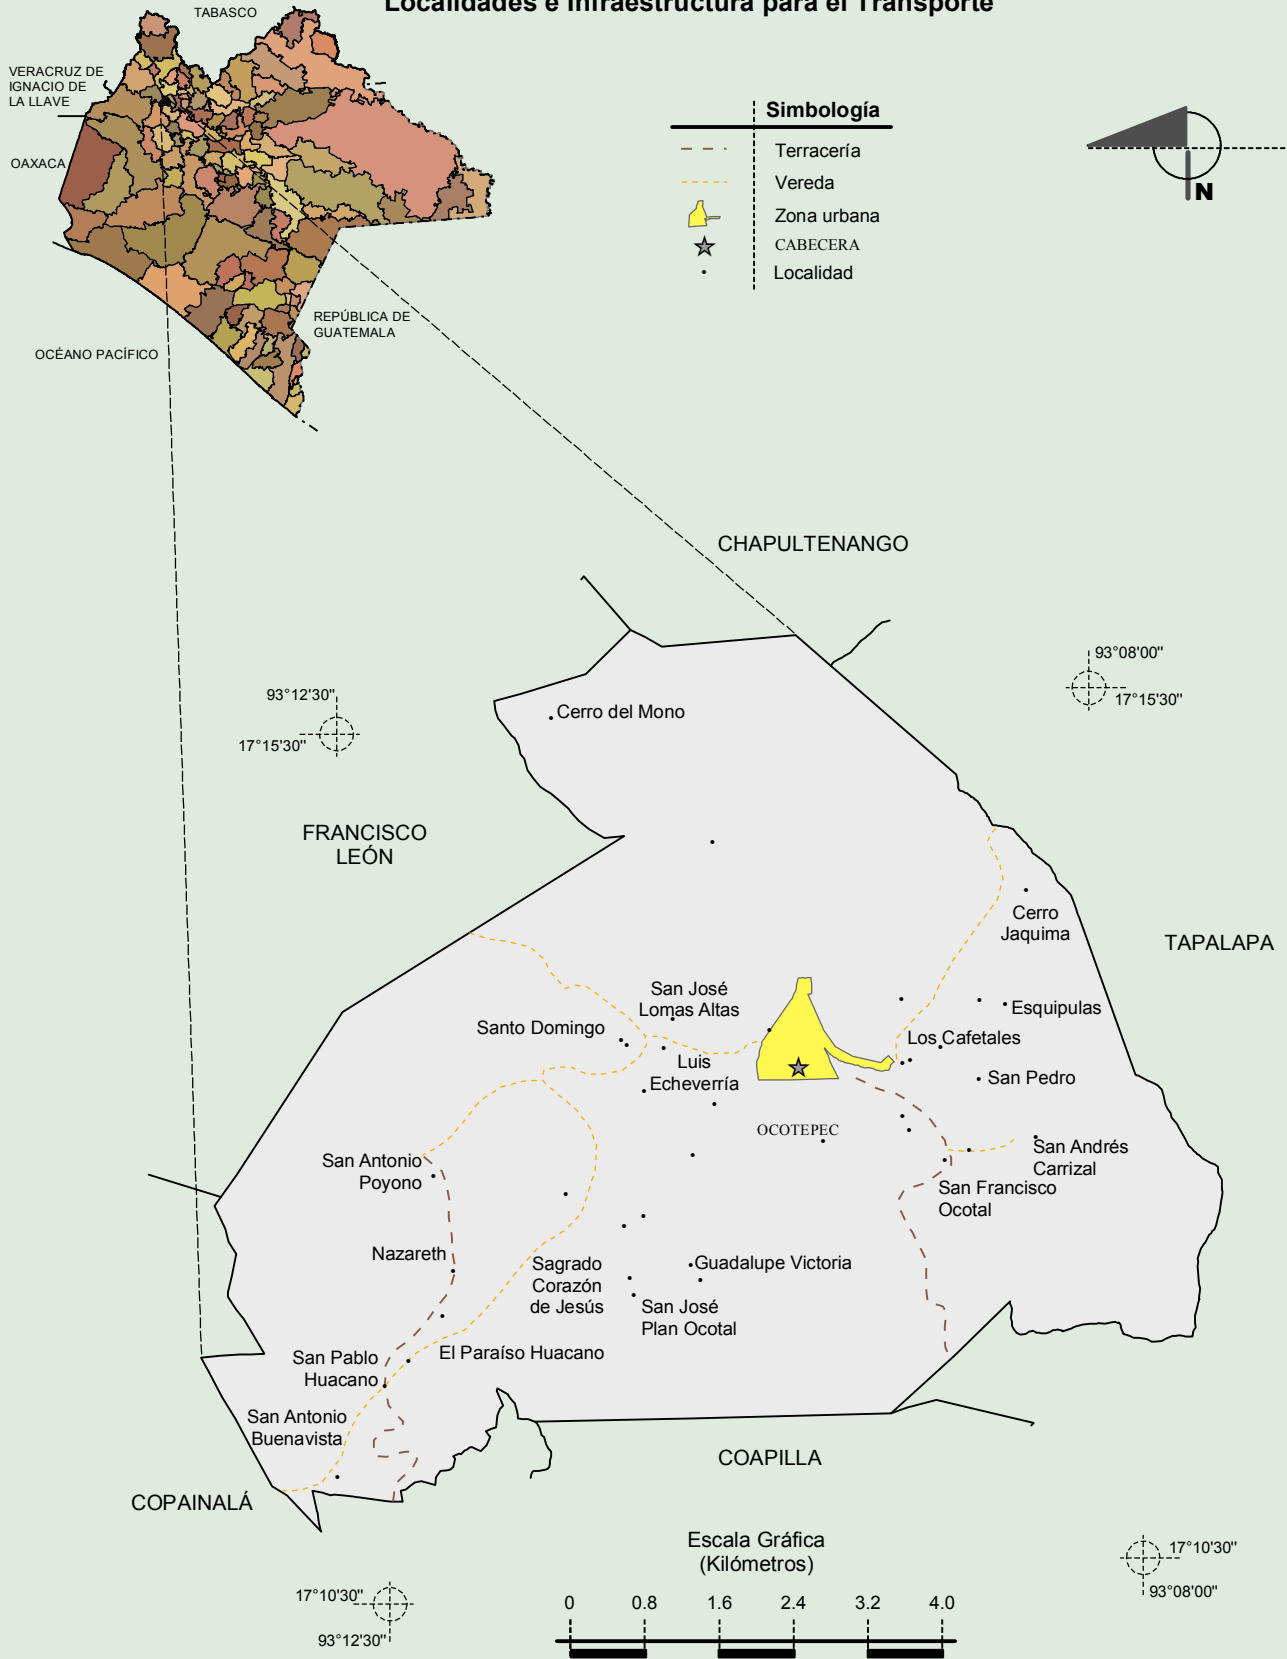 Localidades e Infraestructura para el Transporte
TABASCO
VERACRUZ DE
IGNACIO DE
LA LLAVE
OAXACA
REPÚBLICA DE
GUATEMALA
OCÉANO PACÍFICO
Simbología
Terracería
Vereda
Zona urbana
CABECERA
Localidad
N
CHAPULTENANGO
93°08'00"
17°15'30"
93°12'30"
17°15'30"
Cerro del Mono
FRANCISCO
LEÓN
Cerro
Jaquima
TAPALAPA
San José
Lomas Altas
Esquipulas
Santo Domingo
Los Cafetales
Luis
Echeverría
San Pedro
OCOTEPEC
San Andrés
Carrizal
San Antonio
Poyono
San Francisco
Ocotal
Nazareth
Sagrado
Corazón
de Jesús
Guadalupe Victoria
San José
Plan Ocotal
San Pablo
Huacano
El Paraíso Huacano
San Antonio
Buenavista
COAPILLA
COPAINALÁ
Escala Gráfica
(Kilómetros)
0 0.8 1.6 2.4 3.2 4.0
17°10'30"
93°12'30"
17°10'30"
93°08'00"